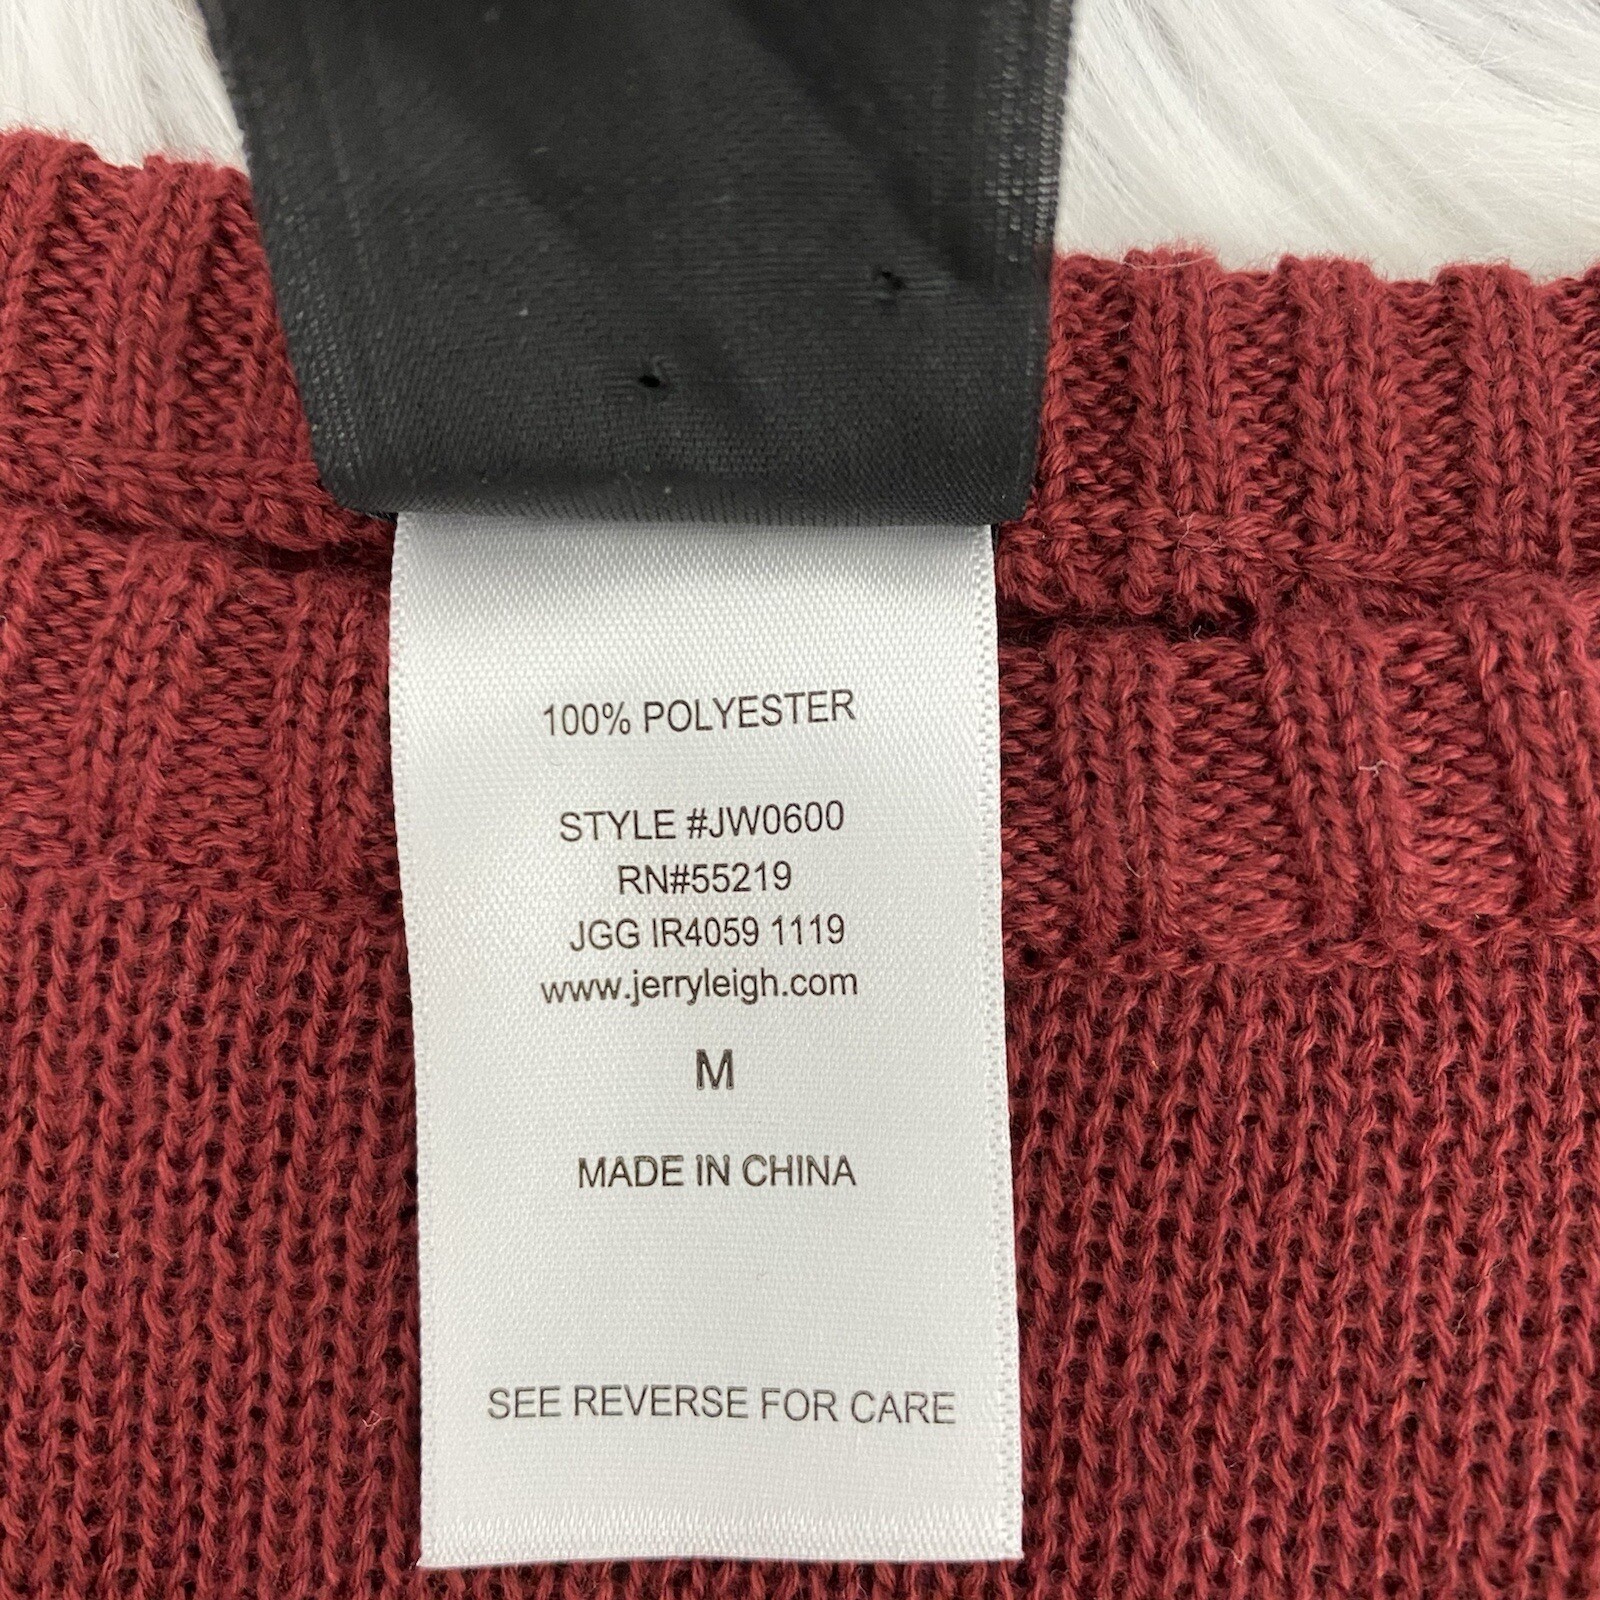 100% POLYESTER
STYLE #JW0600
RN#55219
JGG IR4059 1119
www.jerryleigh.com
M
MADE IN CHINA
SEE REVERSE FOR CARE